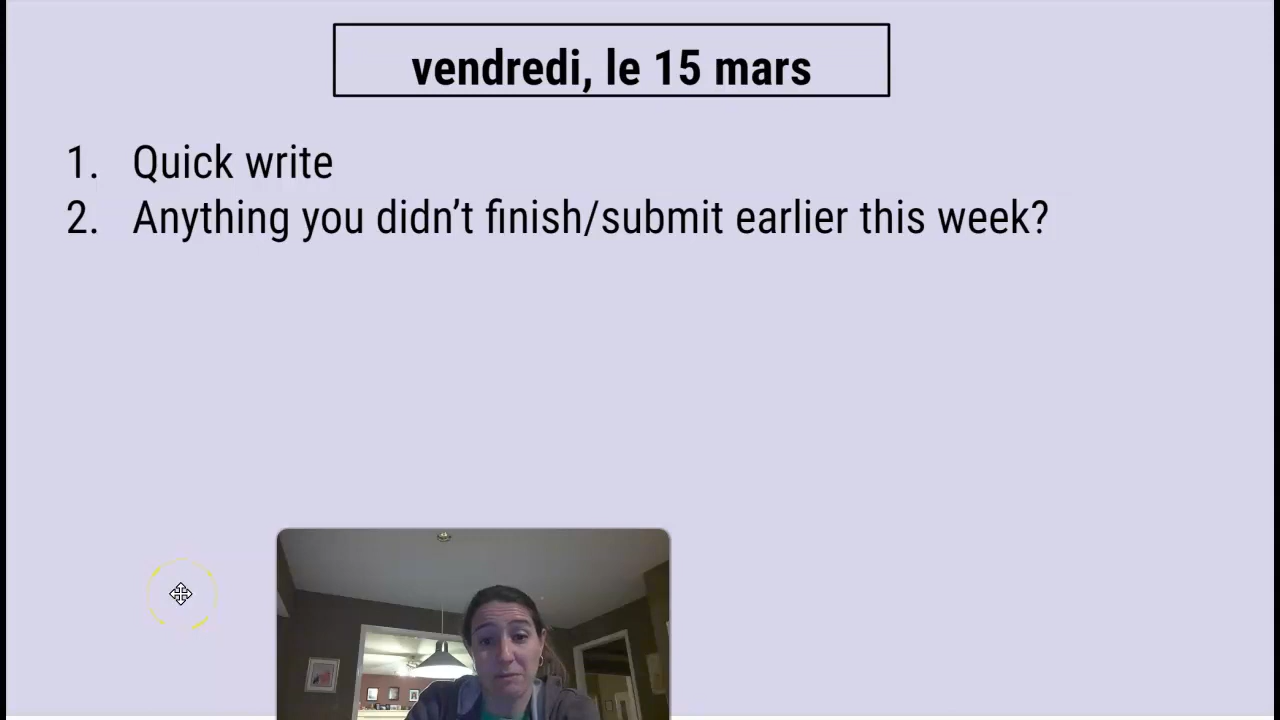 vendredi, le 15 mars
1. Quick write
2. Anything you didn’t finish/submit earlier this week?